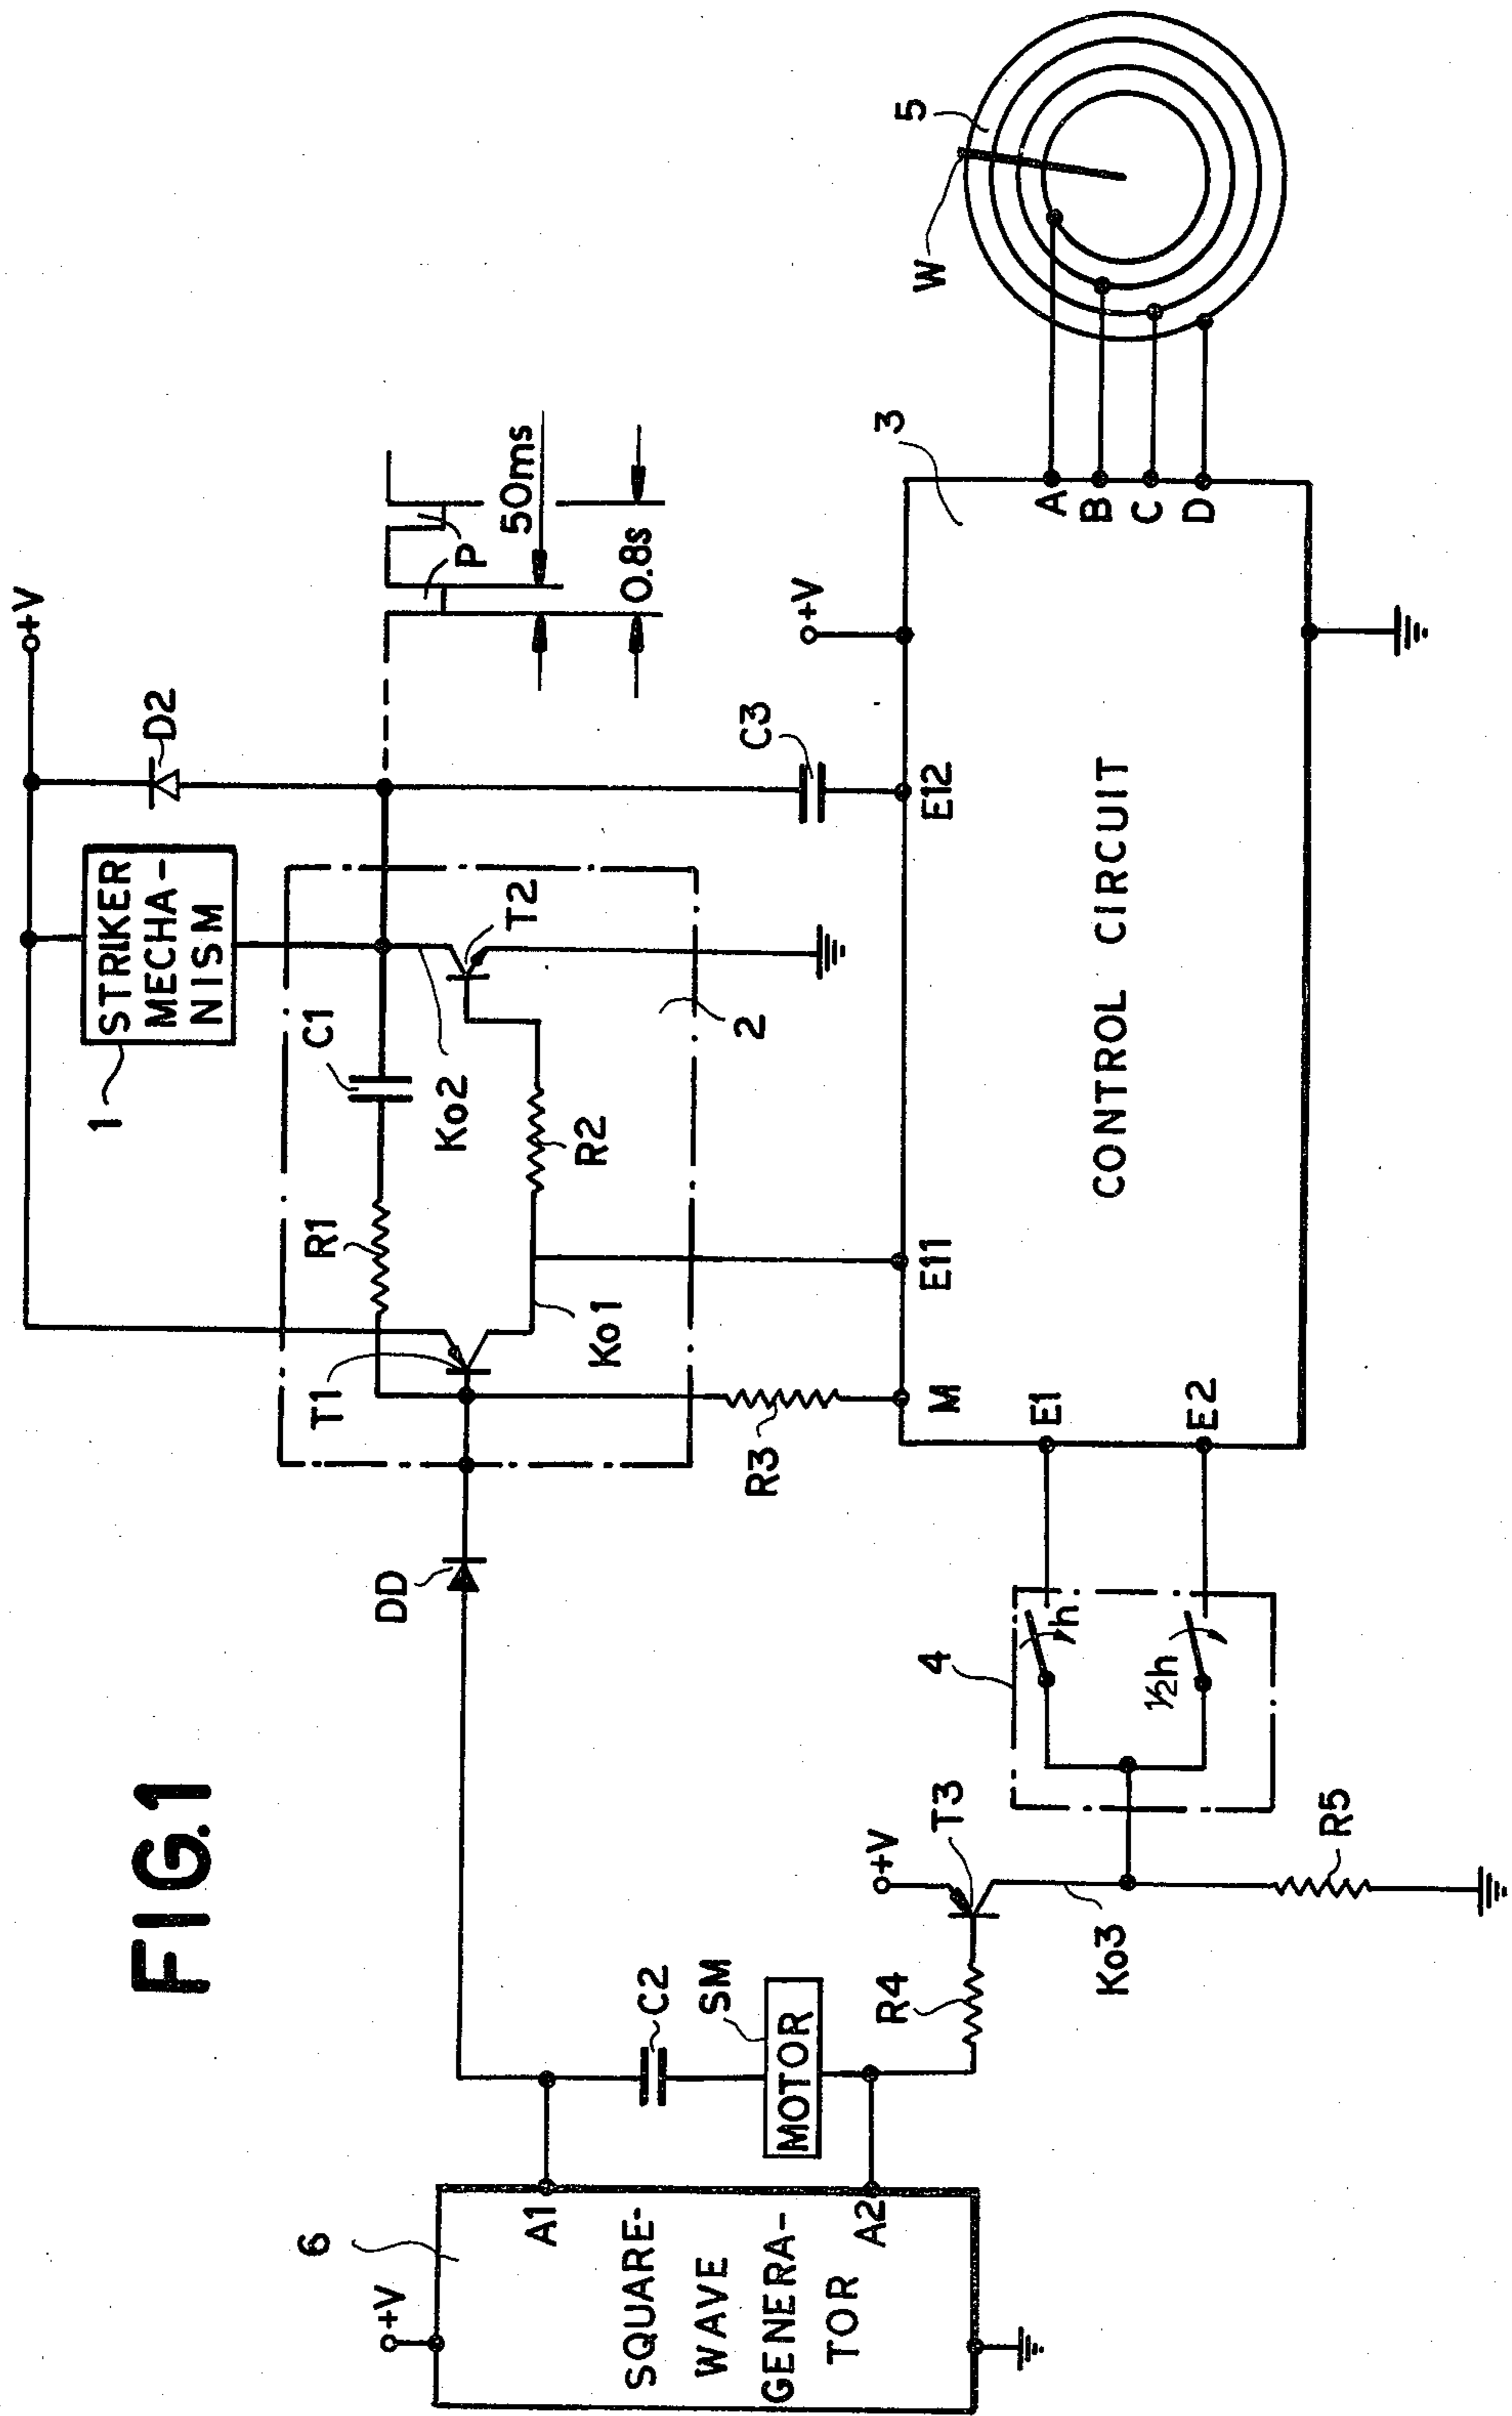 FIG.1
+V
D2
STRIKER
MECHA-
NISM
1
C1
R1
T1
Ko2
T2
R2
Ko1
2
DD
P
50ms
0.8s
C3
+V
R3
M
E11
E12
3
CONTROL CIRCUIT
A
B
C
D
5
W
E1
E2
4
h
½h
+V
T3
R4
Ko3
R5
C2
SM
MOTOR
6
+V
A1
A2
SQUARE-
WAVE
GENERA-
TOR